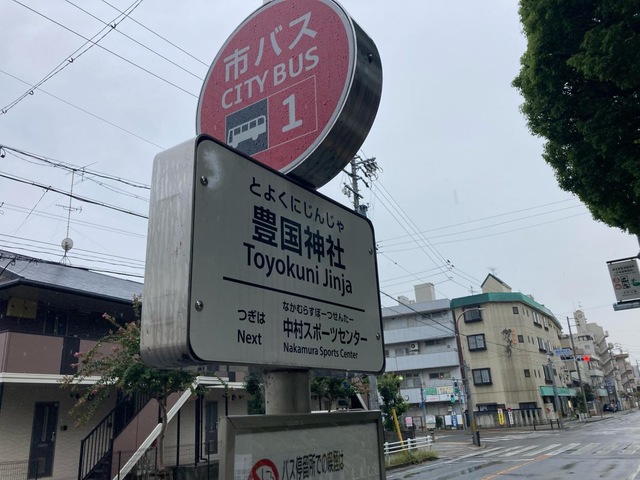 市バス
CITY BUS
1
とよくにじんじゃ
豊国神社
Toyokuni Jinja
つぎは
Next
なかむらすぽーつせんたー
中村スポーツセンター
Nakamura Sports Center
バス停留所での喫煙は